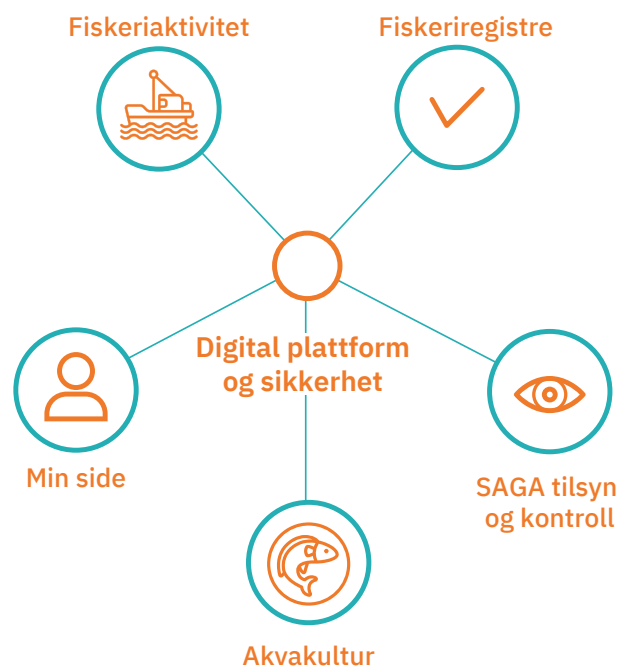 Fiskeriaktivitet
Fiskeriregistre
Digital plattform
og sikkerhet
Min side
SAGA tilsyn
og kontroll
Akvakultur